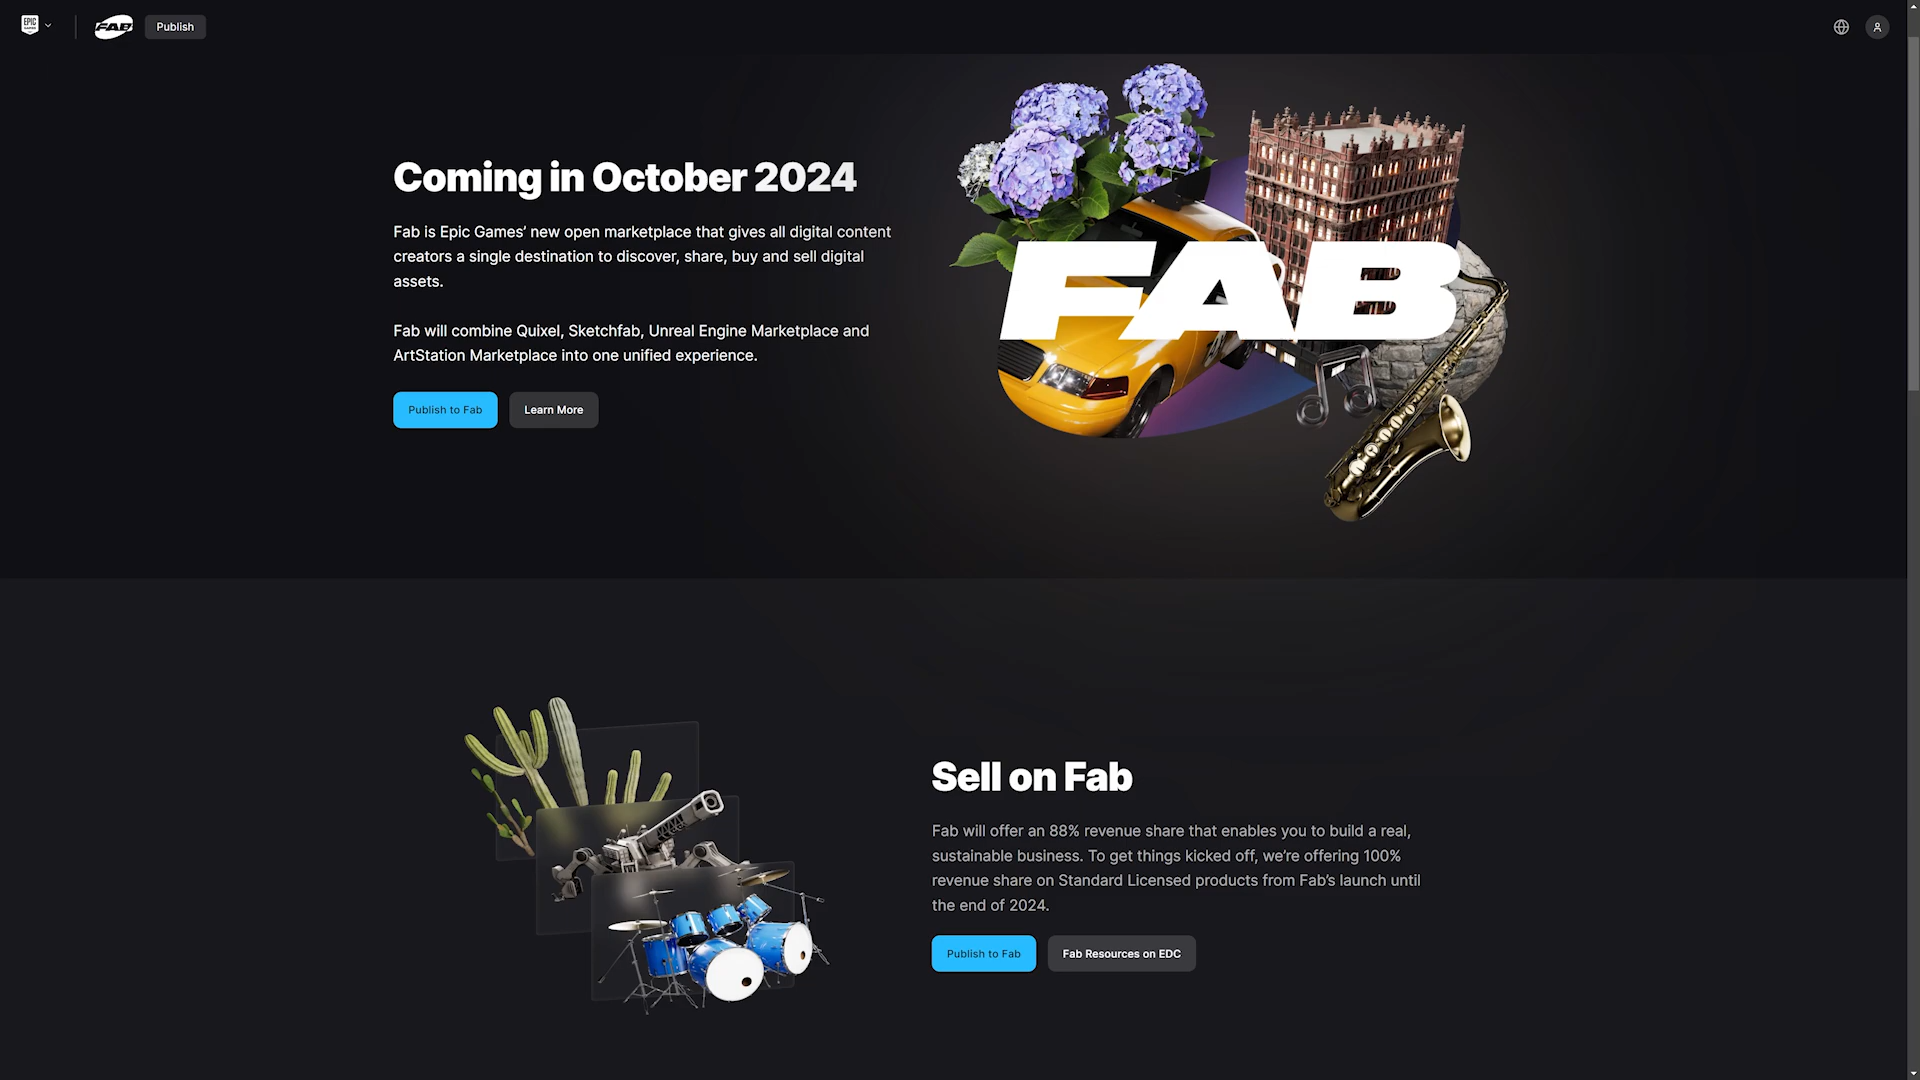 EPIC GAMES
FAB
Publish
Coming in October 2024
Fab is Epic Games’ new open marketplace that gives all digital content
creators a single destination to discover, share, buy and sell digital
assets.
Fab will combine Quixel, Sketchfab, Unreal Engine Marketplace and
ArtStation Marketplace into one unified experience.
Publish to Fab
Learn More
FAB
Sell on Fab
Fab will offer an 88% revenue share that enables you to build a real,
sustainable business. To get things kicked off, we’re offering 100%
revenue share on Standard Licensed products from Fab’s launch until
the end of 2024.
Publish to Fab
Fab Resources on EDC